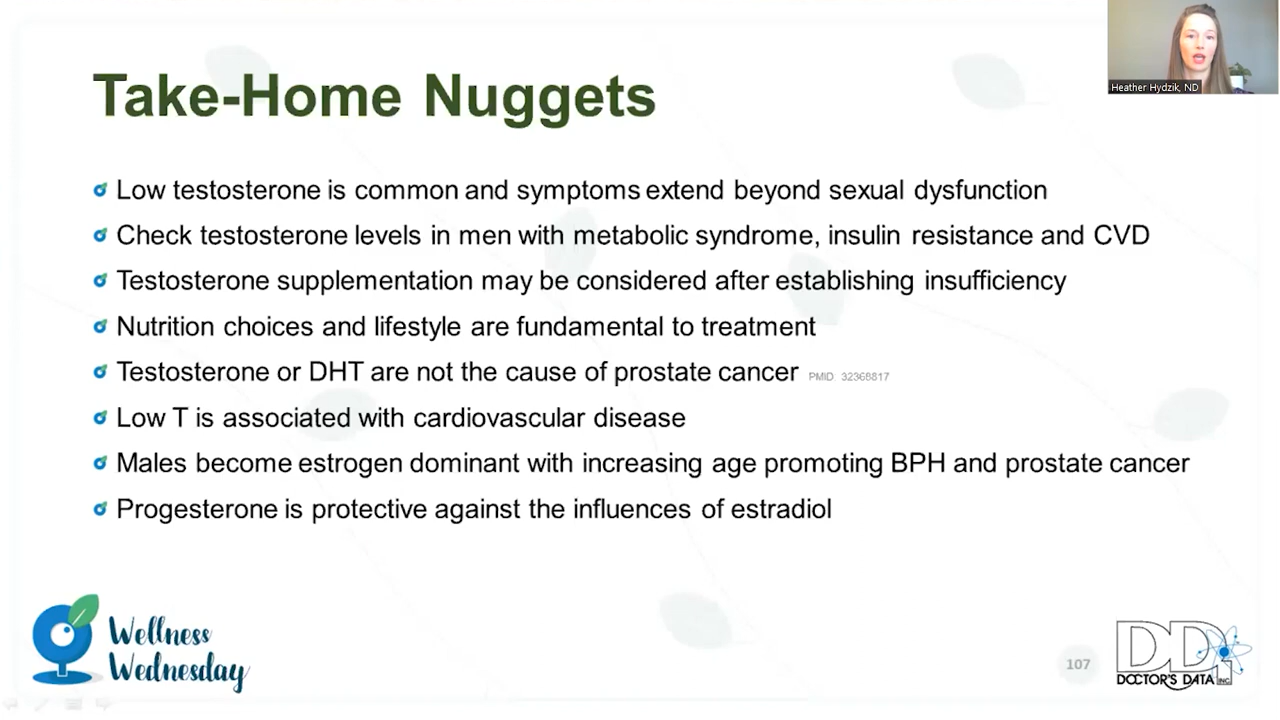 Heather Hydzik, ND
Take-Home Nuggets
Low testosterone is common and symptoms extend beyond sexual dysfunction
Check testosterone levels in men with metabolic syndrome, insulin resistance and CVD
Testosterone supplementation may be considered after establishing insufficiency
Nutrition choices and lifestyle are fundamental to treatment
Testosterone or DHT are not the cause of prostate cancer PMID: 32368817
Low T is associated with cardiovascular disease
Males become estrogen dominant with increasing age promoting BPH and prostate cancer
Progesterone is protective against the influences of estradiol
Wellness
Wednesday
107
DDI
DOCTOR'S DATA INC.